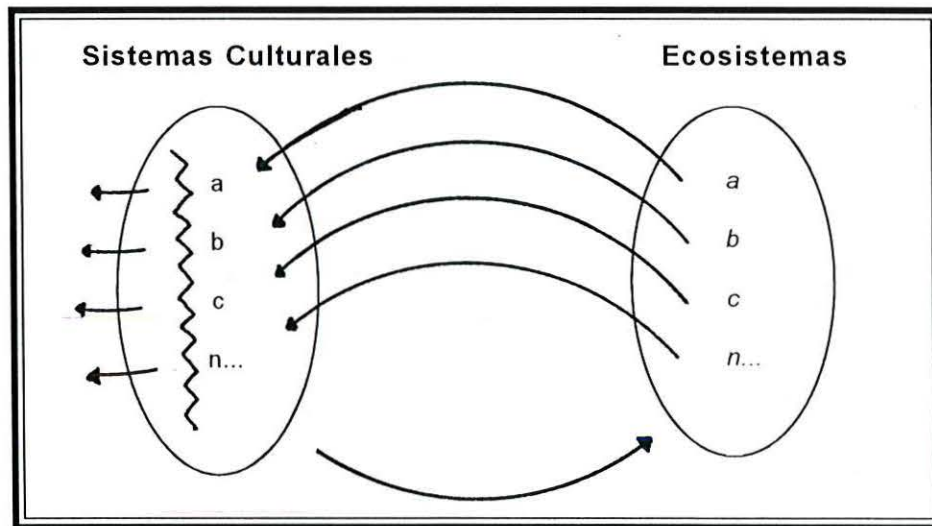 Sistemas Culturales Ecosistemas
a a
b b
c c
n... n...